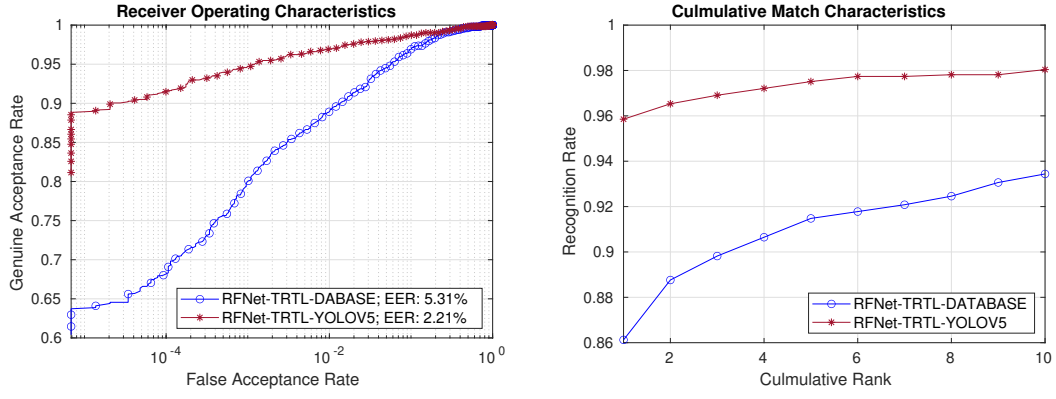 Receiver Operating Characteristics
Genuine Acceptance Rate
1
0.95
0.9
0.85
0.8
0.75
0.7
0.65
0.6
RFNet-TRTL-DABASE; EER: 5.31%
RFNet-TRTL-YOLOV5; EER: 2.21%
10^-4
10^-2
10^0
False Acceptance Rate
Culmulative Match Characteristics
Recognition Rate
1
0.98
0.96
0.94
0.92
0.9
0.88
0.86
RFNet-TRTL-DATABASE
RFNet-TRTL-YOLOV5
2
4
6
8
10
Culmulative Rank